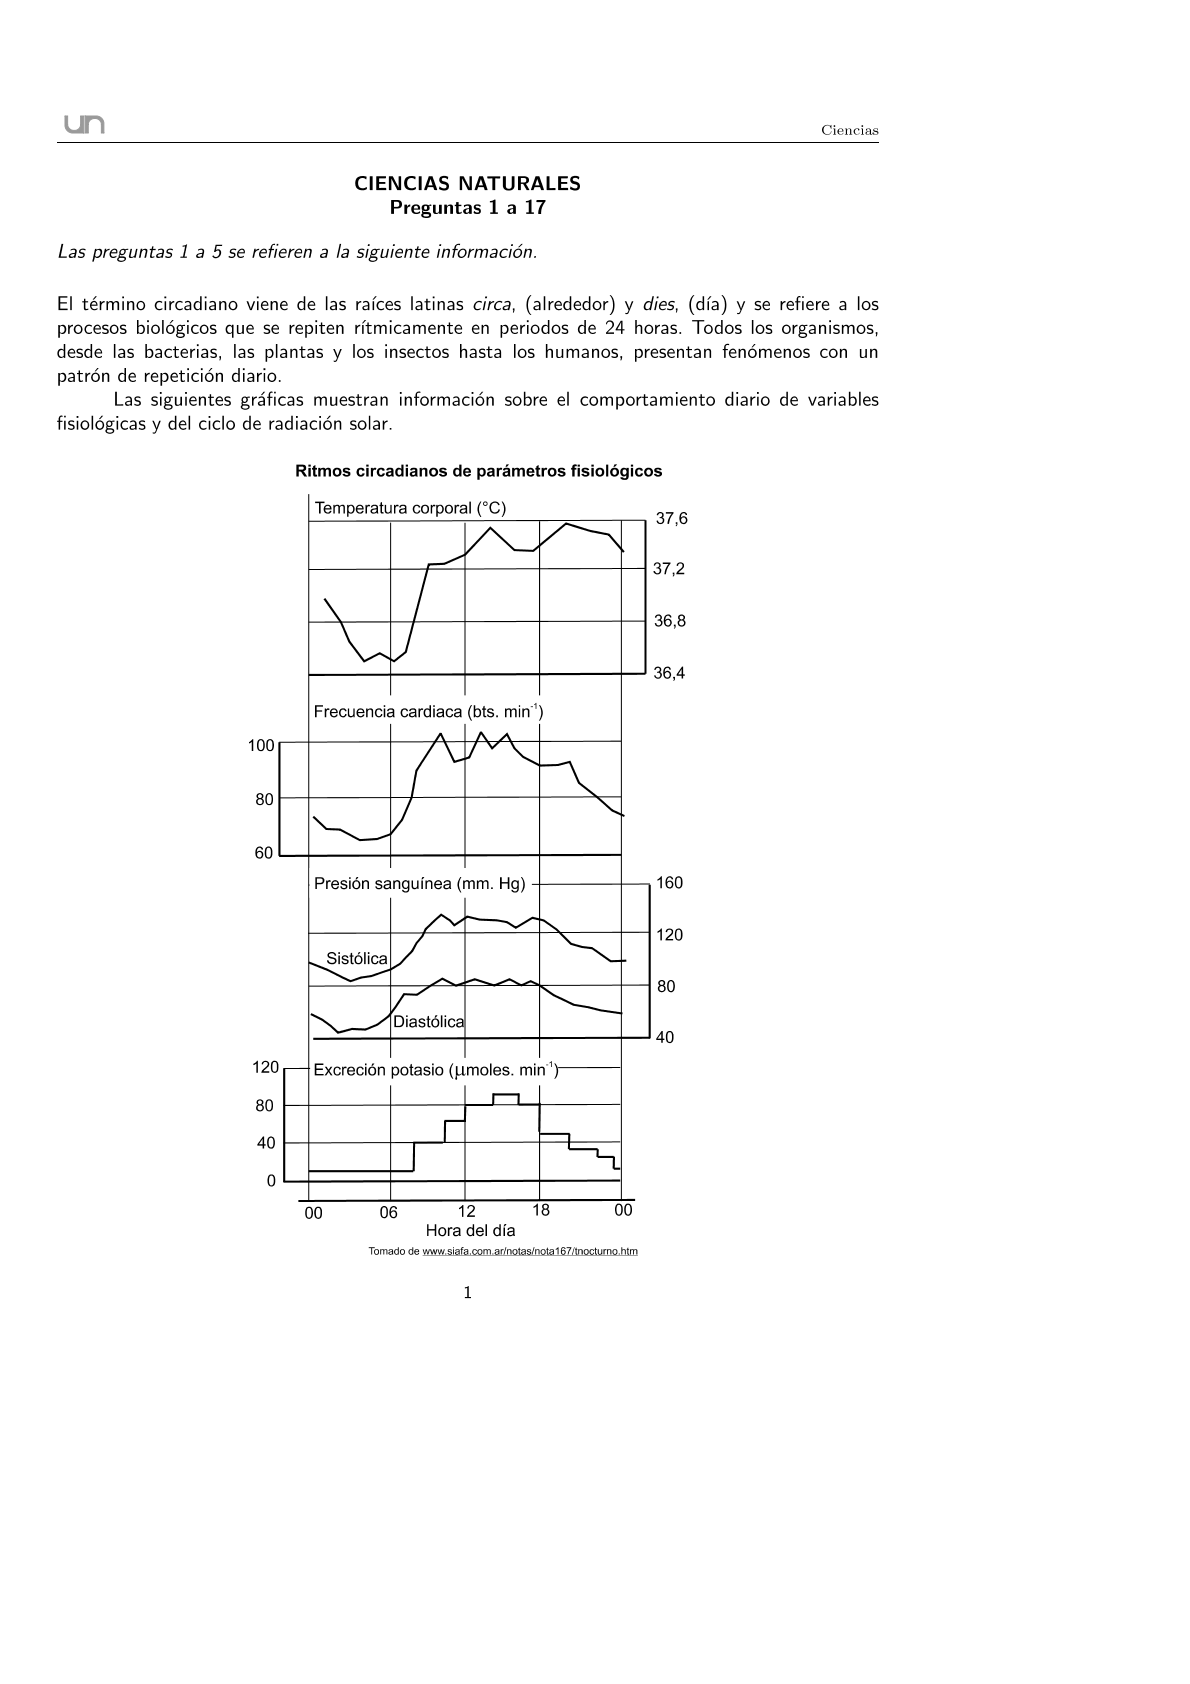 un
Ciencias
CIENCIAS NATURALES
Preguntas 1 a 17
Las preguntas 1 a 5 se refieren a la siguiente información.
El término circadiano viene de las raíces latinas circa, (alrededor) y dies, (día) y se refiere a los
procesos biológicos que se repiten rítmicamente en periodos de 24 horas. Todos los organismos,
desde las bacterias, las plantas y los insectos hasta los humanos, presentan fenómenos con un
patrón de repetición diario.
Las siguientes gráficas muestran información sobre el comportamiento diario de variables
fisiológicas y del ciclo de radiación solar.
Ritmos circadianos de parámetros fisiológicos
Temperatura corporal (°C)
37,6
37,2
36,8
36,4
Frecuencia cardiaca (bts. min-1)
100
80
60
Presión sanguínea (mm. Hg)
160
120
Sistólica
80
Diastólica
40
120
Excreción potasio (μmoles. min-1)
80
40
0
00 06 12 18 00
Hora del día
Tomado de www.siafa.com.ar/notas/nota167/tnocturno.htm
1